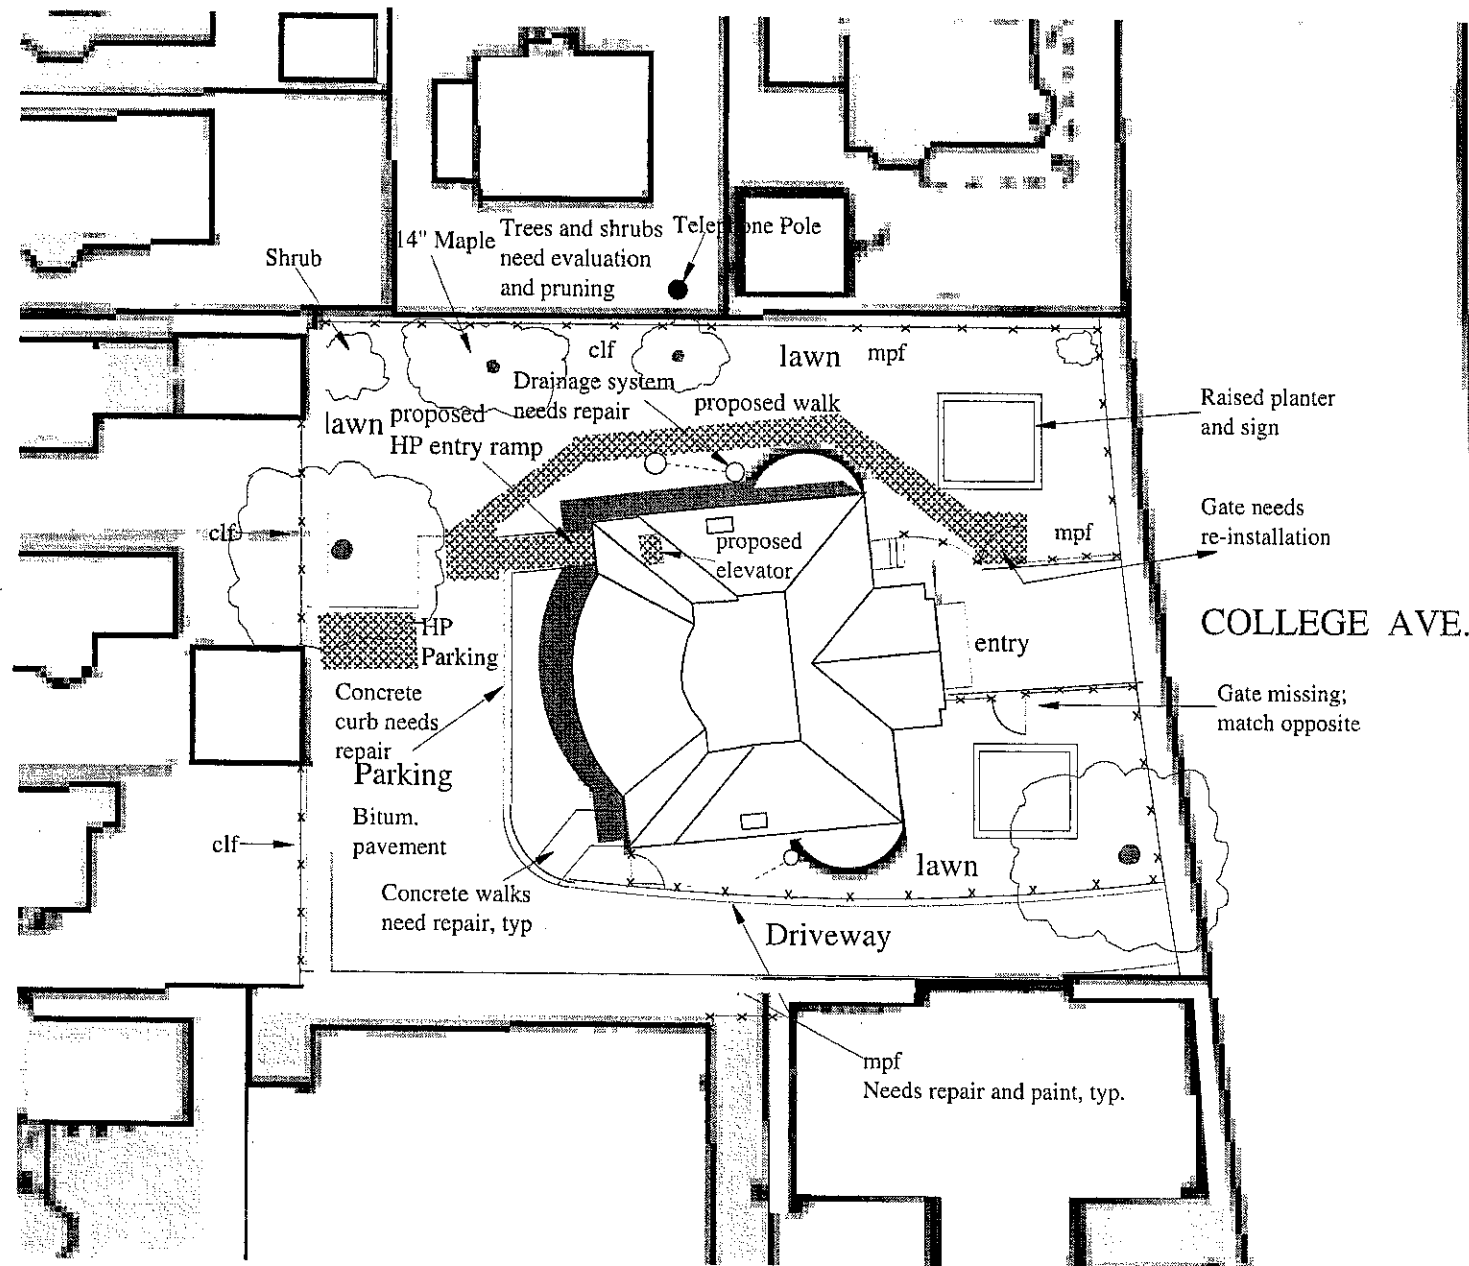 Shrub
14" Maple
Trees and shrubs
need evaluation
and pruning
Telephone Pole
clf
lawn
mpf
Drainage system
needs repair
lawn
proposed
HP entry ramp
proposed walk
Raised planter
and sign
clf
proposed
elevator
mpf
Gate needs
re-installation
HP
Parking
entry
COLLEGE AVE.
Concrete
curb needs
repair
Gate missing;
match opposite
Parking
Bitum.
pavement
clf
lawn
Concrete walks
need repair, typ
Driveway
mpf
Needs repair and paint, typ.